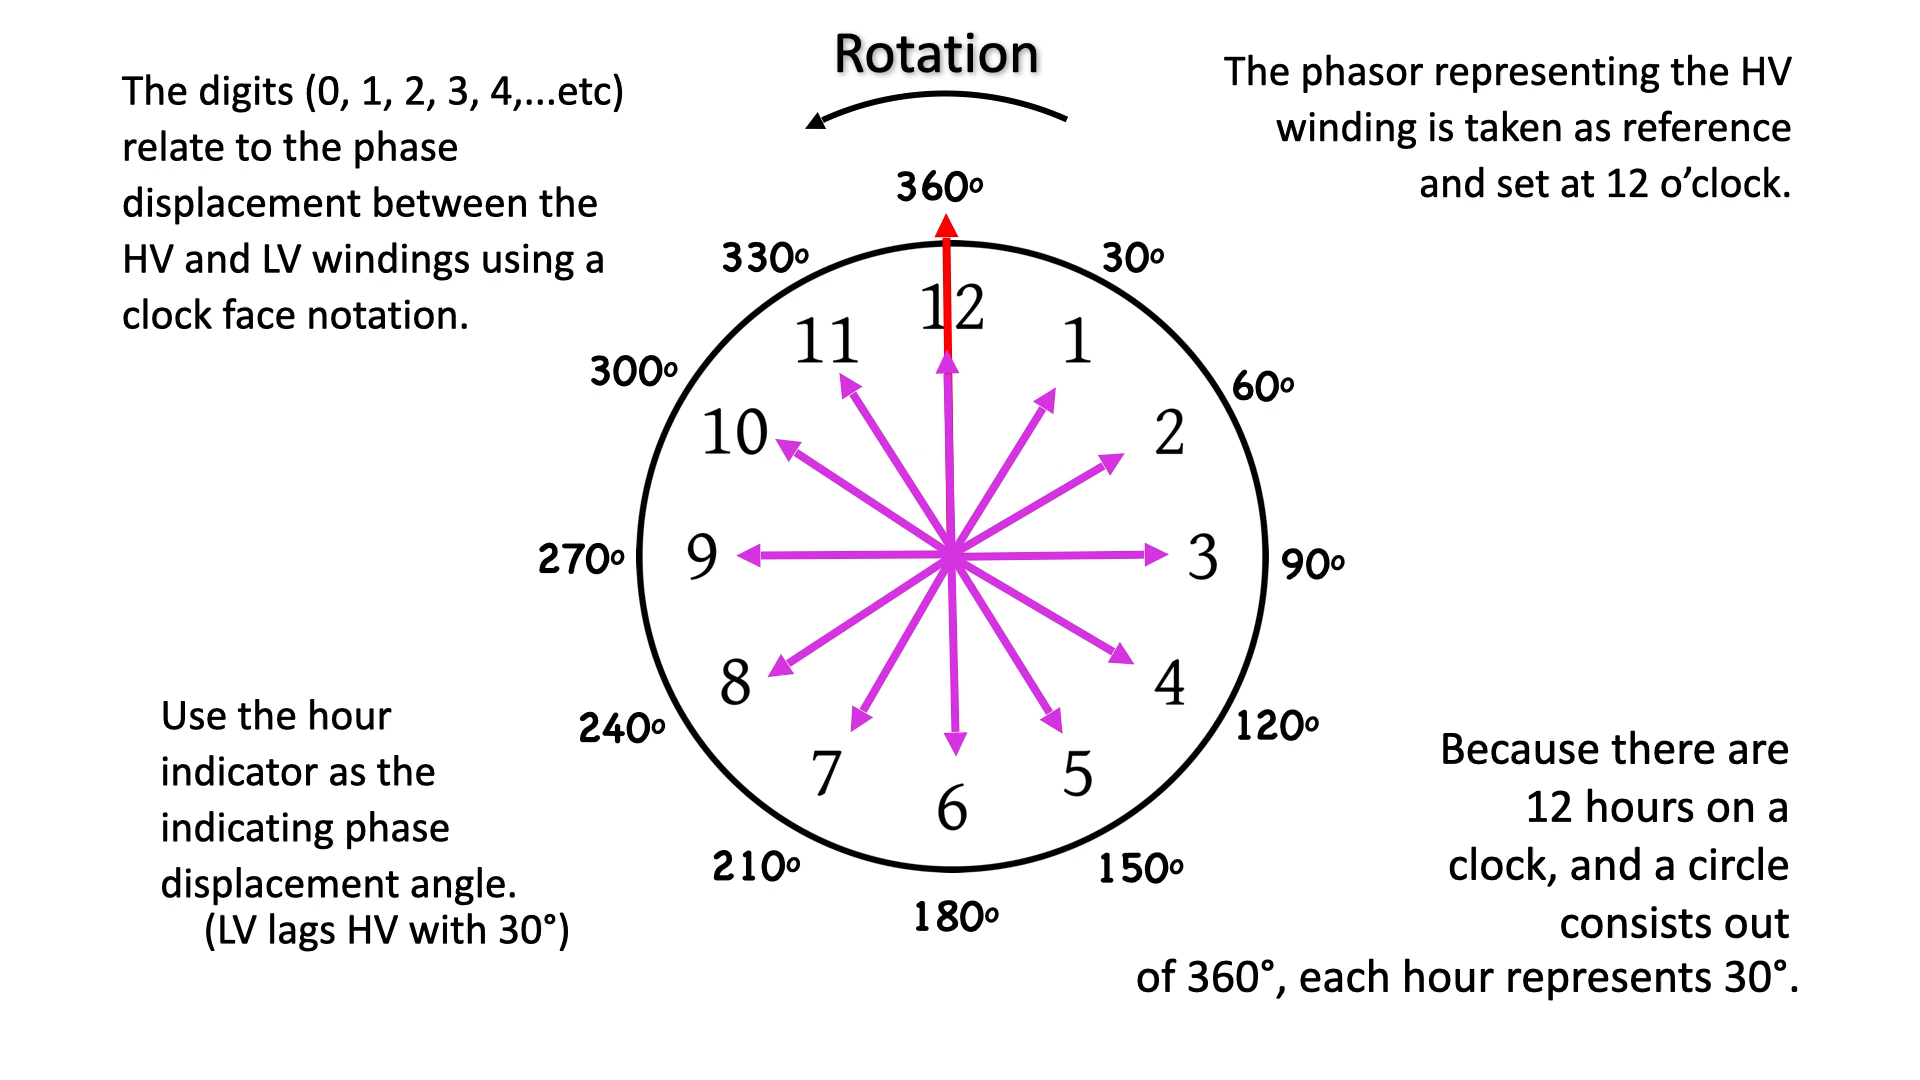 Rotation
The digits (0, 1, 2, 3, 4,...etc)
relate to the phase
displacement between the
HV and LV windings using a
clock face notation.
The phasor representing the HV
winding is taken as reference
and set at 12 o’clock.
360º
330º
30º
12
11
1
300º
60º
10
2
270º
9
3
90º
8
4
240º
120º
7
5
6
210º
150º
180º
Use the hour
indicator as the
indicating phase
displacement angle.
(LV lags HV with 30°)
Because there are
12 hours on a
clock, and a circle
consists out
of 360°, each hour represents 30°.